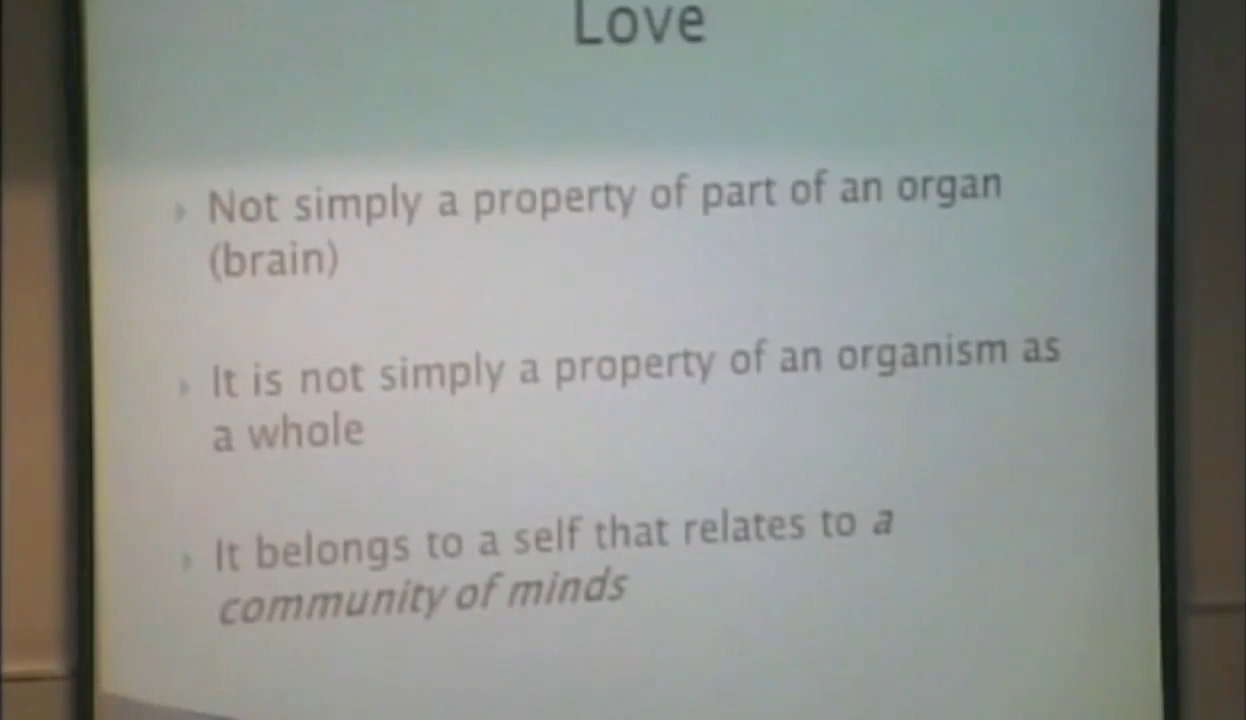 Love
Not simply a property of part of an organ
(brain)
It is not simply a property of an organism as
a whole
It belongs to a self that relates to a
community of minds